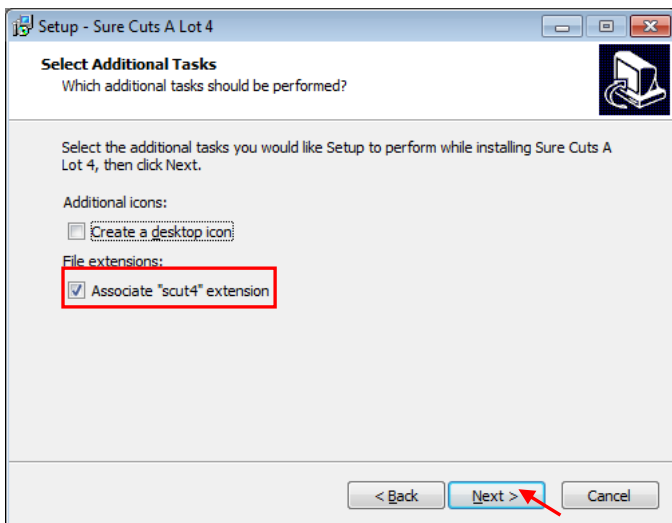 Setup - Sure Cuts A Lot 4
Select Additional Tasks
Which additional tasks should be performed?
Select the additional tasks you would like Setup to perform while installing Sure Cuts A
Lot 4, then click Next.
Additional icons:
Create a desktop icon
File extensions:
Associate "scut4" extension
< Back Next > Cancel